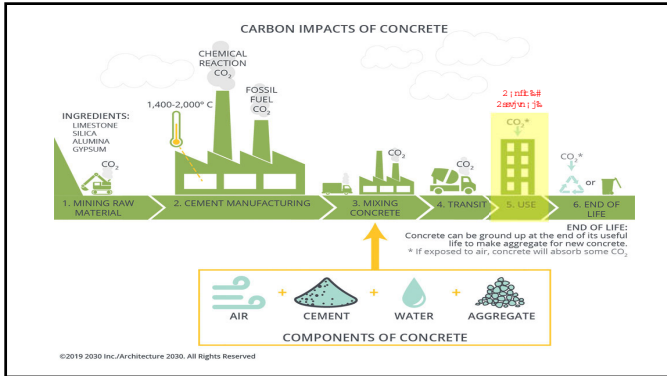 CARBON IMPACTS OF CONCRETE
CHEMICAL
REACTION
CO₂
FOSSIL
FUEL
CO₂
1,400-2,000° C
INGREDIENTS:
LIMESTONE
SILICA
ALUMINA
GYPSUM
CO₂
CO₂
CO₂
CO₂*
CO₂*
or
1. MINING RAW
MATERIAL
2. CEMENT MANUFACTURING
3. MIXING
CONCRETE
4. TRANSIT
5. USE
6. END OF
LIFE
END OF LIFE:
Concrete can be ground up at the end of its useful
life to make aggregate for new concrete.
* If exposed to air, concrete will absorb some CO₂
AIR
+
CEMENT
+
WATER
+
AGGREGATE
COMPONENTS OF CONCRETE
©2019 2030 Inc./Architecture 2030. All Rights Reserved